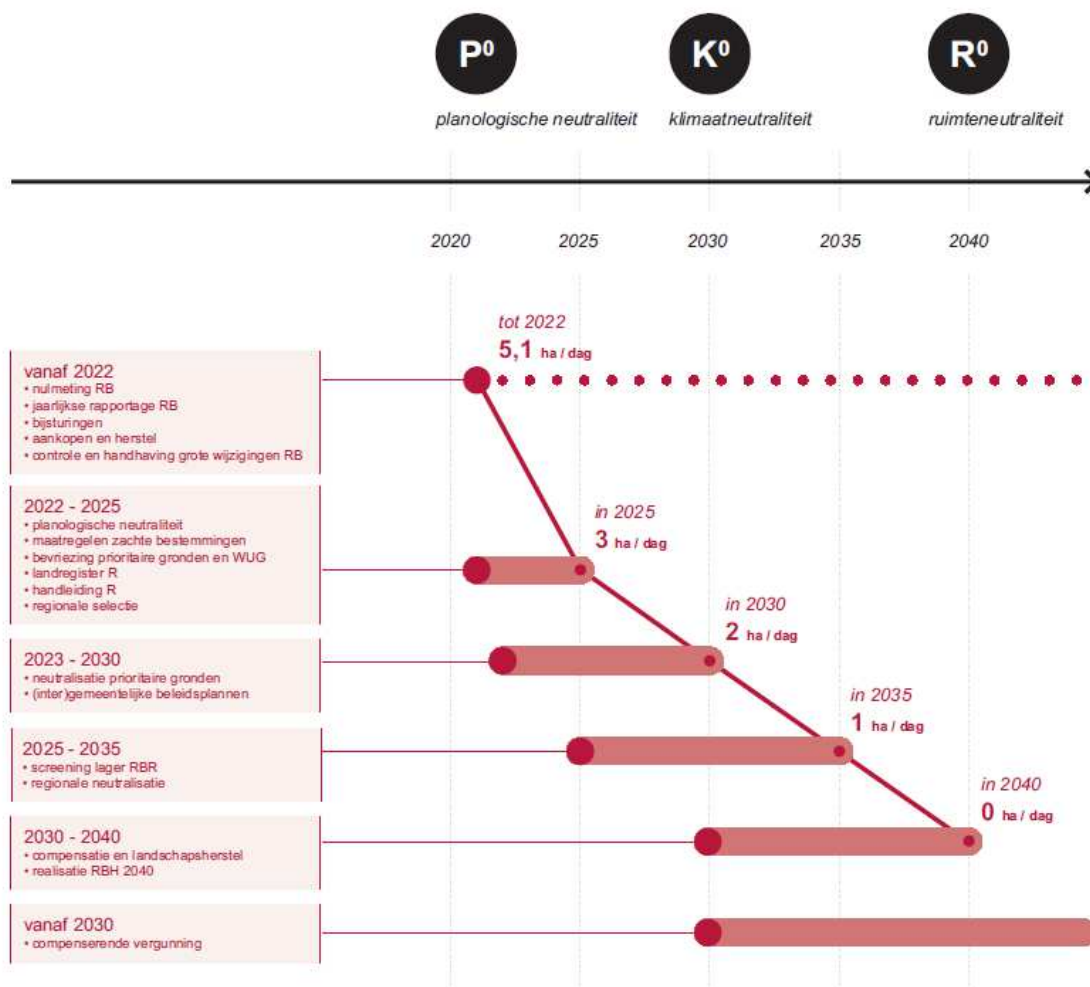 P⁰
K⁰
R⁰
planologische neutraliteit
klimaatneutraliteit
ruimteneutraliteit
2020
2025
2030
2035
2040
tot 2022
5,1 ha / dag
vanaf 2022
• nulmeting RB
• jaarlijkse rapportage RB
• bijsturingen
• aankopen en herstel
• controle en handhaving grote wijzigingen RB
2022 - 2025
• planologische neutraliteit
• maatregelen zachte bestemmingen
• bevriezing prioritaire gronden en WUG
• landregister R
• handleiding R
• regionale selectie
in 2025
3 ha / dag
2023 - 2030
• neutralisatie prioritaire gronden
• (inter)gemeentelijke beleidsplannen
in 2030
2 ha / dag
2025 - 2035
• screening lager RBR
• regionale neutralisatie
in 2035
1 ha / dag
2030 - 2040
• compensatie en landschapsherstel
• realisatie RBH 2040
in 2040
0 ha / dag
vanaf 2030
• compenserende vergunning